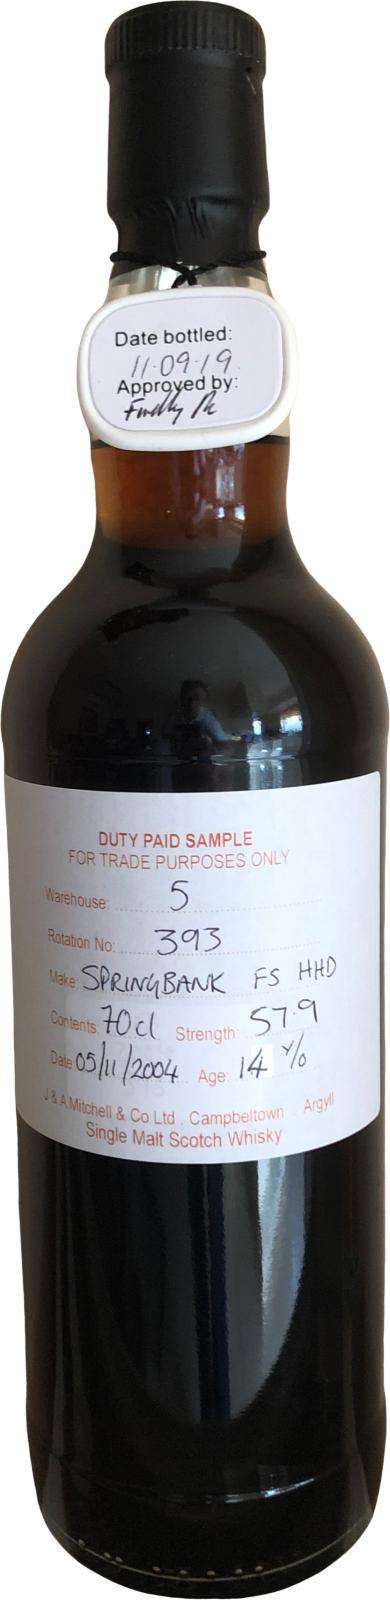 Date bottled:
11.09.19.
Approved by:
DUTY PAID SAMPLE
FOR TRADE PURPOSES ONLY
Warehouse: 5
Rotation No: 393
Make: SPRINGBANK FS HHD
Contents: 70cl Strength: 57.9
Date 05/11/2004 Age: 14 y/o
J & A Mitchell & Co Ltd . Campbeltown . Argyll
Single Malt Scotch Whisky